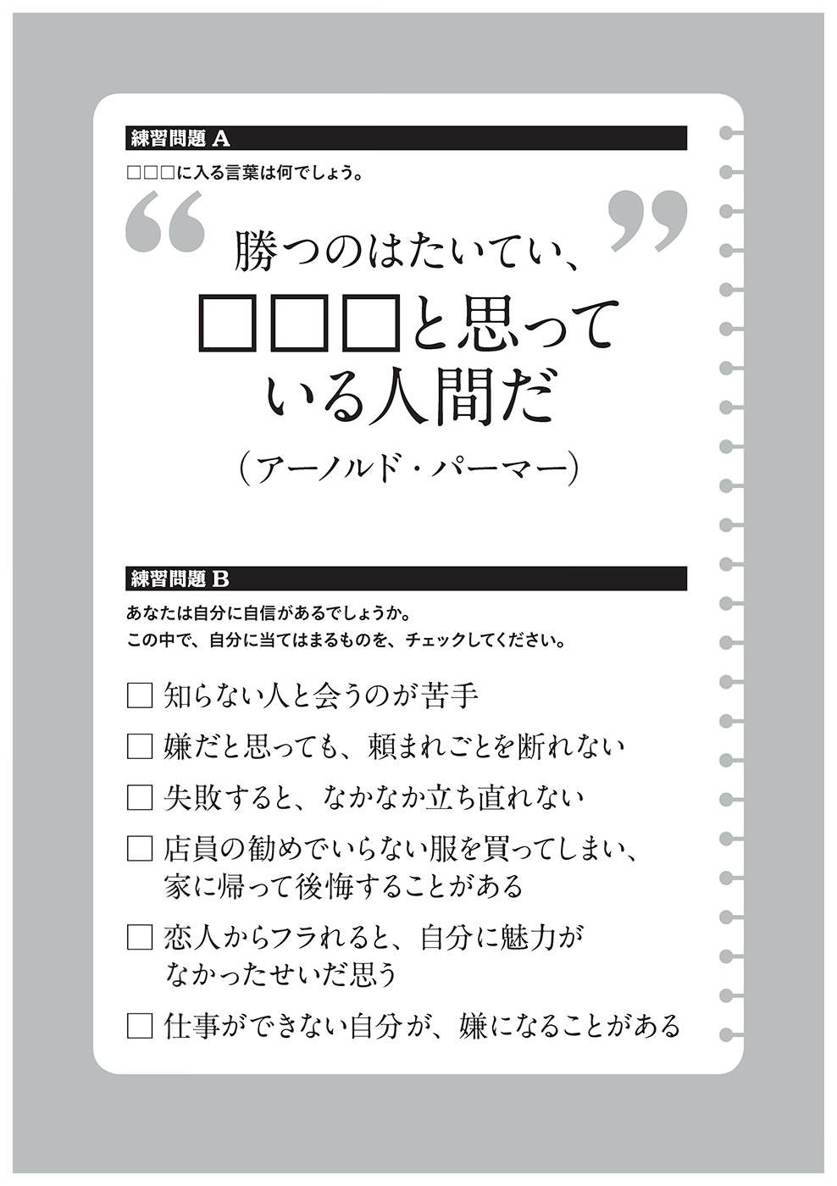 練習問題 A
□□□に入る言葉は何でしょう。
“ 勝つのはたいてい、 ”
□□□と思って
いる人間だ
（アーノルド・パーマー）
練習問題 B
あなたは自分に自信があるでしょうか。
この中で、自分に当てはまるものを、チェックしてください。
□ 知らない人と会うのが苦手
□ 嫌だと思っても、頼まれごとを断れない
□ 失敗すると、なかなか立ち直れない
□ 店員の勧めでいらない服を買ってしまい、
家に帰って後悔することがある
□ 恋人からフラれると、自分に魅力が
なかったせいだ思う
□ 仕事ができない自分が、嫌になることがある